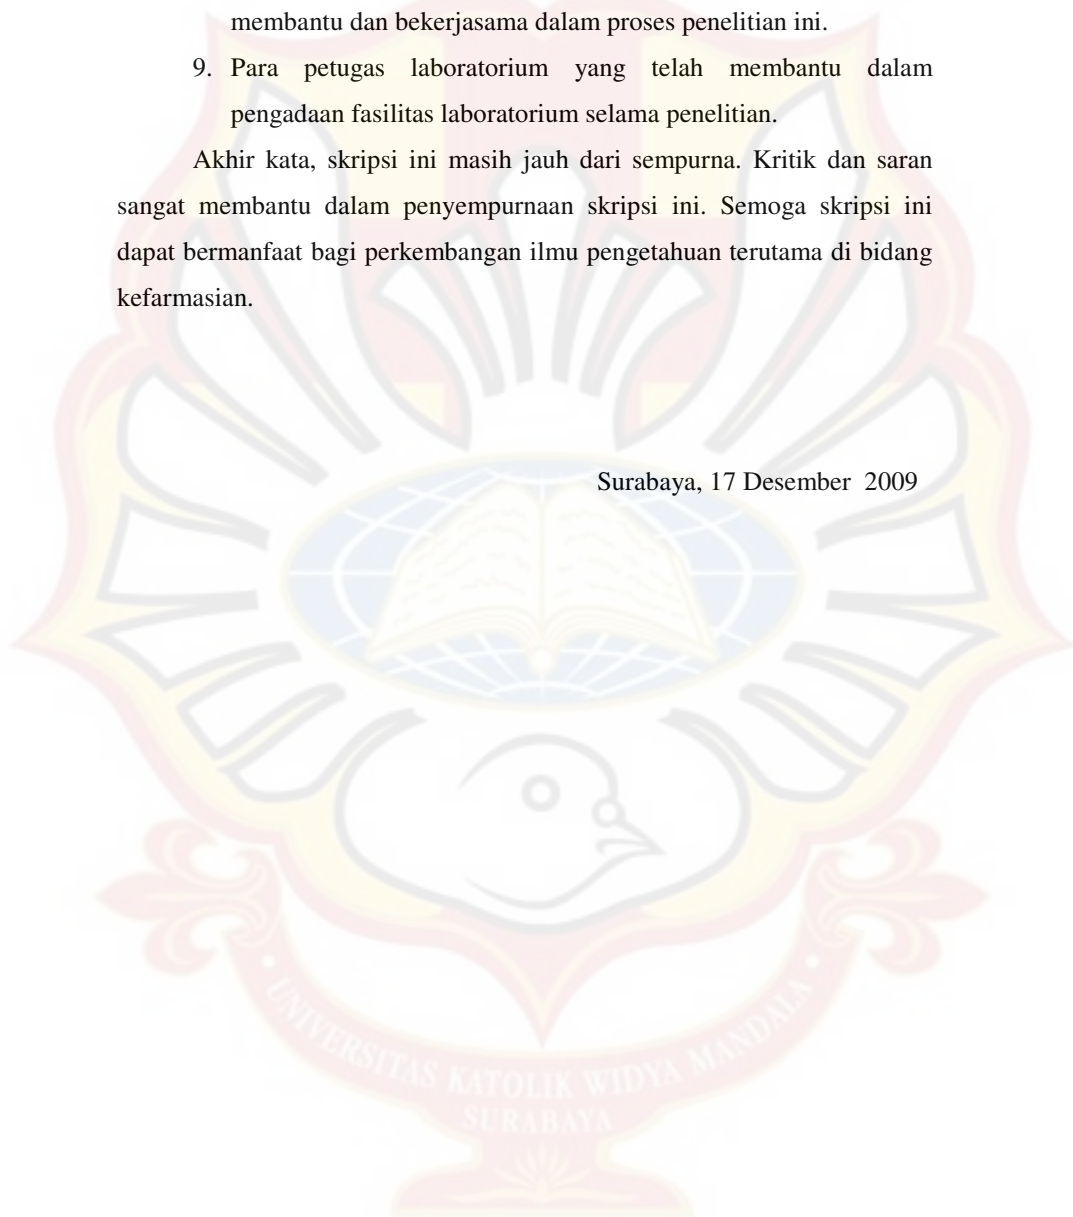 membantu dan bekerjasama dalam proses penelitian ini.
9. Para petugas laboratorium yang telah membantu dalam
pengadaan fasilitas laboratorium selama penelitian.
Akhir kata, skripsi ini masih jauh dari sempurna. Kritik dan saran
sangat membantu dalam penyempurnaan skripsi ini. Semoga skripsi ini
dapat bermanfaat bagi perkembangan ilmu pengetahuan terutama di bidang
kefarmasian.
Surabaya, 17 Desember 2009
UNIVERSITAS KATOLIK WIDYA MANDALA
SURABAYA